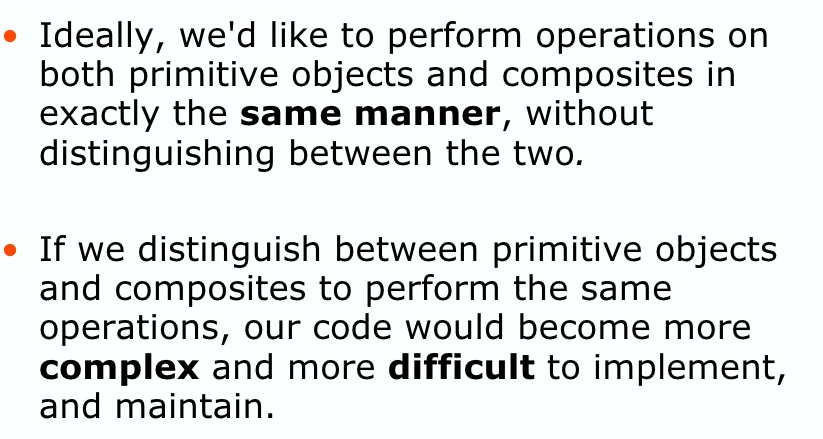 • Ideally, we'd like to perform operations on
both primitive objects and composites in
exactly the same manner, without
distinguishing between the two.
• If we distinguish between primitive objects
and composites to perform the same
operations, our code would become more
complex and more difficult to implement,
and maintain.